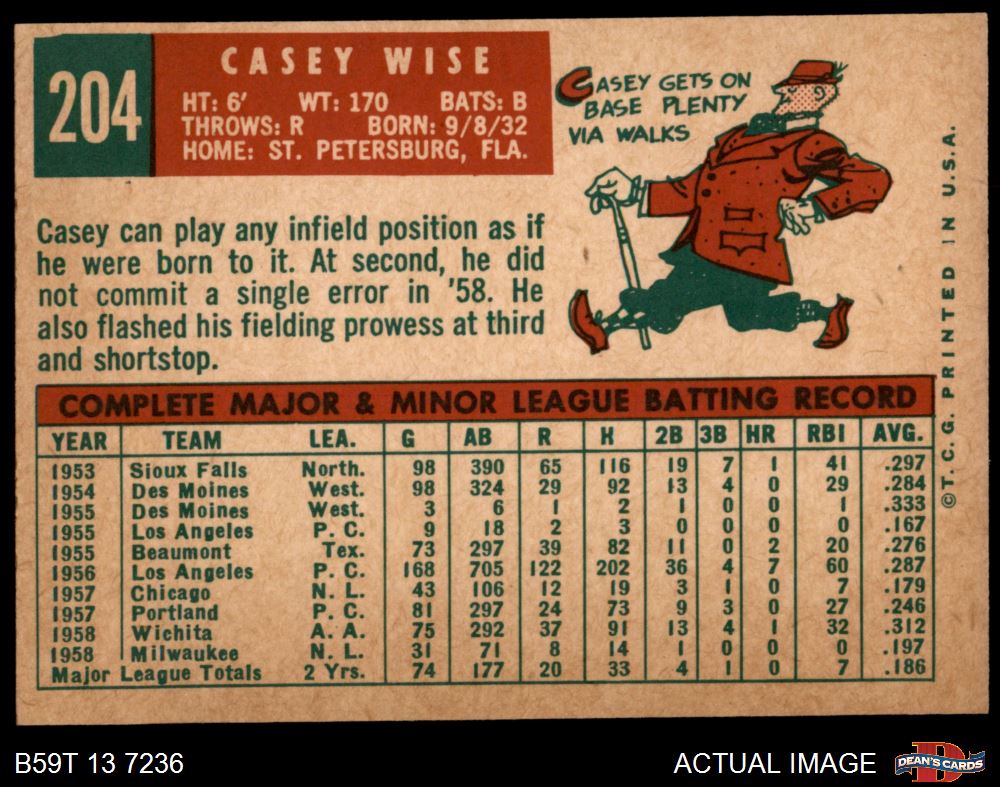 204
CASEY WISE
HT: 6' WT: 170 BATS: B
THROWS: R BORN: 9/8/32
HOME: ST. PETERSBURG, FLA.
CASEY GETS ON
BASE PLENTY
VIA WALKS
Casey can play any infield position as if
he were born to it. At second, he did
not commit a single error in '58. He
also flashed his fielding prowess at third
and shortstop.
COMPLETE MAJOR & MINOR LEAGUE BATTING RECORD
YEAR TEAM LEA. G AB R H 2B 3B HR RBI AVG.
1953 Sioux Falls North. 98 390 65 116 19 7 1 41 .297
1954 Des Moines West. 98 324 29 92 13 4 0 29 .284
1955 Des Moines West. 3 6 1 2 1 0 0 1 .333
1955 Los Angeles P. C. 9 18 2 3 0 0 0 0 .167
1955 Beaumont Tex. 73 297 39 82 11 0 2 20 .276
1956 Los Angeles P. C. 168 705 122 202 36 4 7 60 .287
1957 Chicago N. L. 43 106 12 19 3 1 0 7 .179
1957 Portland P. C. 81 297 24 73 9 3 0 27 .246
1958 Wichita A. A. 75 292 37 91 13 4 1 32 .312
1958 Milwaukee N. L. 31 71 8 14 1 0 0 0 .197
Major League Totals 2 Yrs. 74 177 20 33 4 1 0 7 .186
©T. C. G. PRINTED IN U.S.A.
B59T 13 7236
ACTUAL IMAGE
DEAN'S CARDS